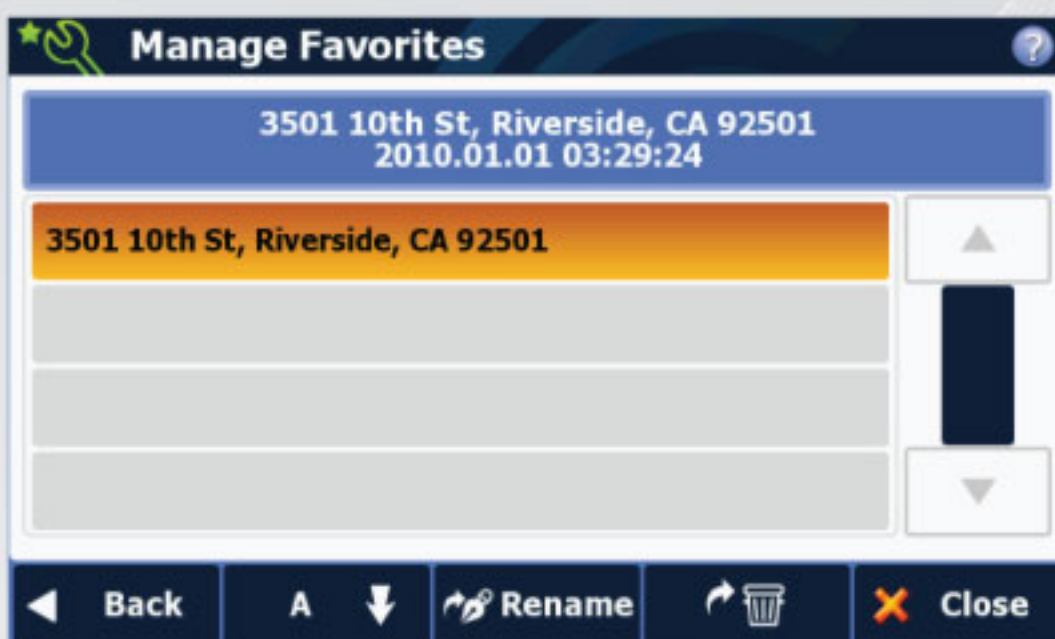 Manage Favorites
?
3501 10th St, Riverside, CA 92501
2010.01.01 03:29:24
3501 10th St, Riverside, CA 92501
Back
A
Rename
Close